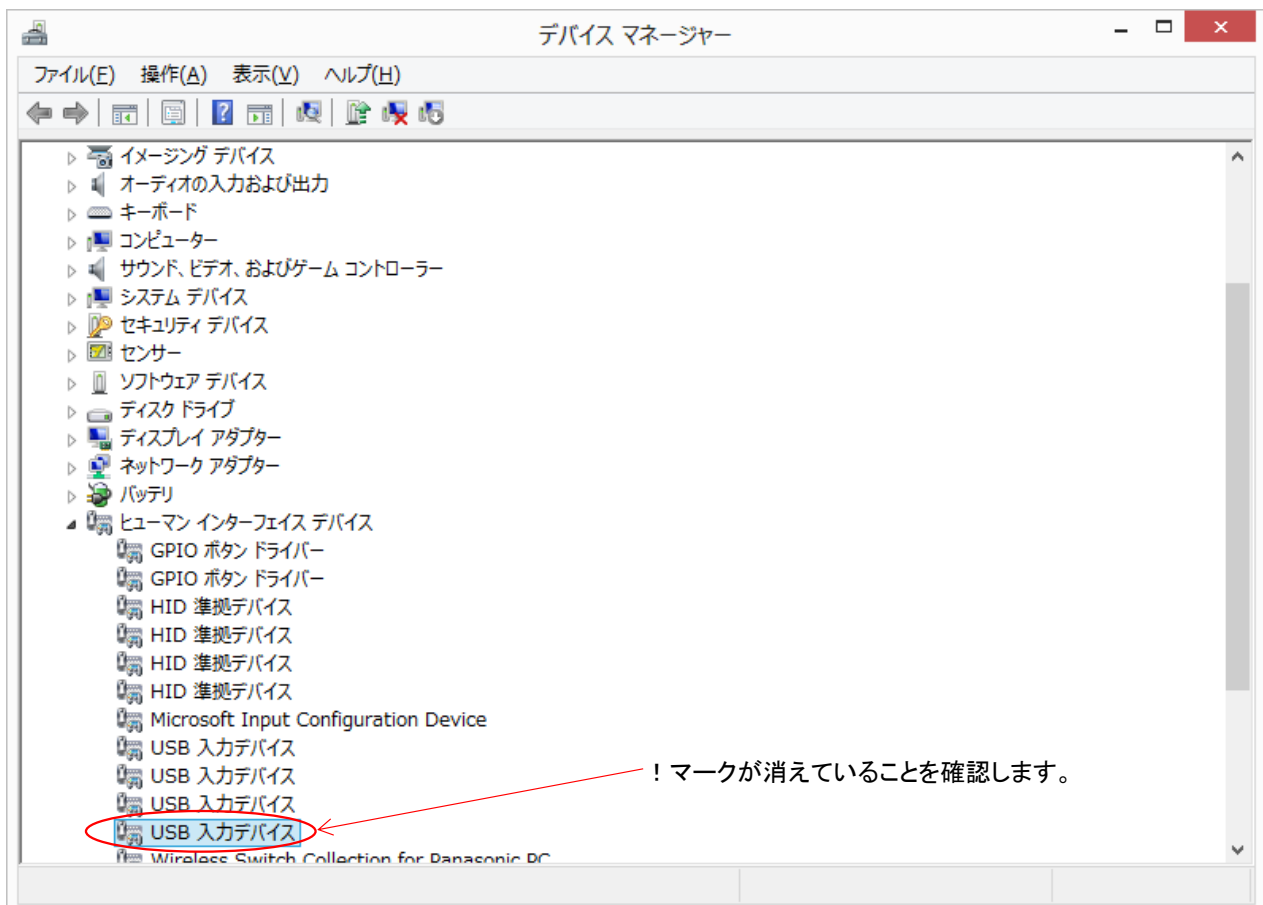 デバイス マネージャー
ファイル(F) 操作(A) 表示(V) ヘルプ(H)
イメージング デバイス
オーディオの入力および出力
キーボード
コンピューター
サウンド、ビデオ、およびゲーム コントローラー
システム デバイス
セキュリティ デバイス
センサー
ソフトウェア デバイス
ディスク ドライブ
ディスプレイ アダプター
ネットワーク アダプター
バッテリ
ヒューマン インターフェイス デバイス
GPIO ボタン ドライバー
GPIO ボタン ドライバー
HID 準拠デバイス
HID 準拠デバイス
HID 準拠デバイス
HID 準拠デバイス
Microsoft Input Configuration Device
USB 入力デバイス
USB 入力デバイス
！マークが消えていることを確認します。
USB 入力デバイス
USB 入力デバイス
Wireless Switch Collection for Panasonic PC